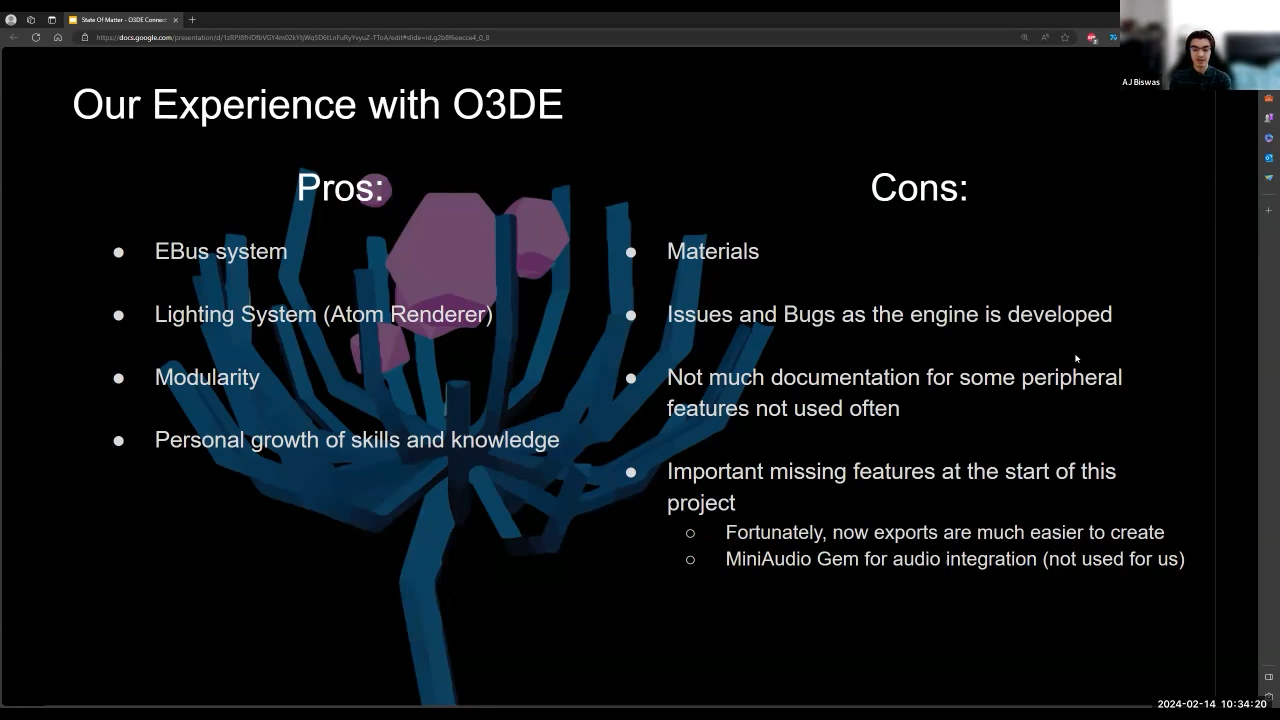 State Of Matter - O3DE Connect
AJ Biswas
Our Experience with O3DE
Pros:
EBus system
Lighting System (Atom Renderer)
Modularity
Personal growth of skills and knowledge
Cons:
Materials
Issues and Bugs as the engine is developed
Not much documentation for some peripheral
features not used often
Important missing features at the start of this
project
Fortunately, now exports are much easier to create
MiniAudio Gem for audio integration (not used for us)
2024-02-14 10:34:20